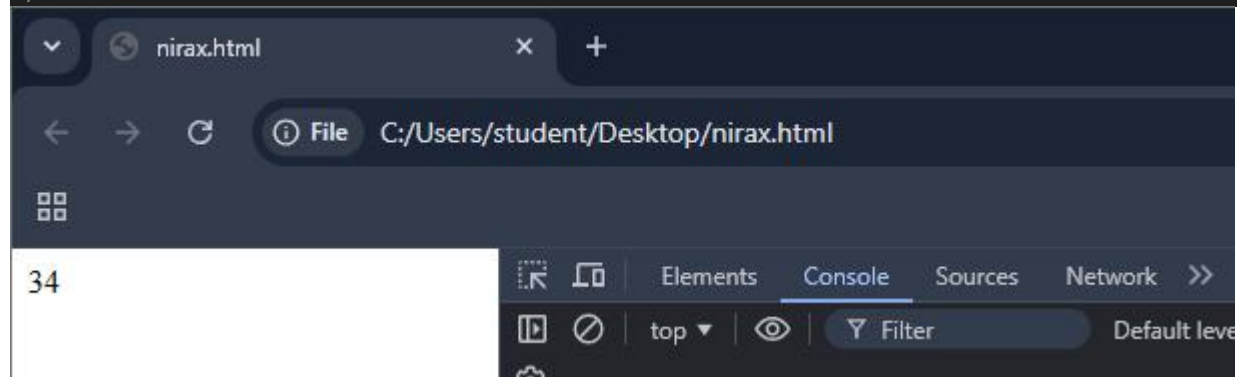 nirax.html
File C:/Users/student/Desktop/nirax.html
34
Elements Console Sources Network
top Filter Default leve